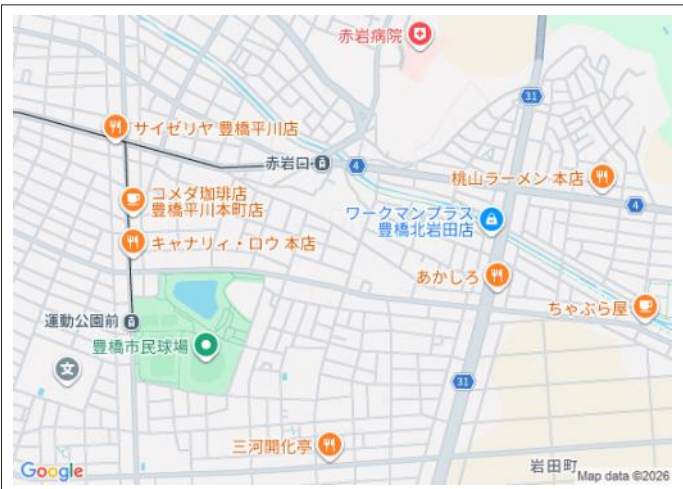 赤岩病院
31
サイゼリヤ 豊橋平川店
赤岩口
4
桃山ラーメン 本店
4
コメダ珈琲店
豊橋平川本町店
ワークマンプラス
豊橋北岩田店
キャナリィ・ロウ 本店
あかしろ
ちゃぶら屋
運動公園前
豊橋市民球場
文
31
三河開化亭
岩田町
Google
Map data ©2026